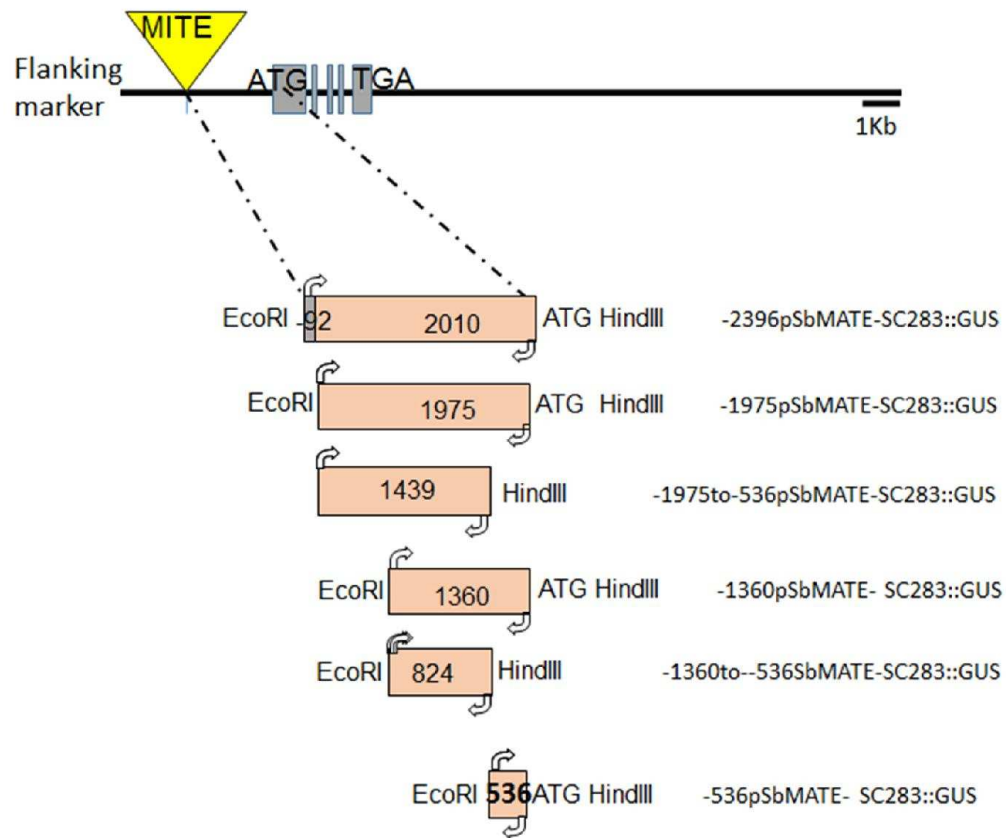 MITE
Flanking marker
ATG TGA
1Kb
EcoRI -92 2010 ATG HindIII -2396pSbMATE-SC283::GUS
EcoRI 1975 ATG HindIII -1975pSbMATE-SC283::GUS
1439 HindIII -1975to-536pSbMATE-SC283::GUS
EcoRI 1360 ATG HindIII -1360pSbMATE- SC283::GUS
EcoRI 824 HindIII -1360to--536SbMATE-SC283::GUS
EcoRI 536 ATG HindIII -536pSbMATE- SC283::GUS